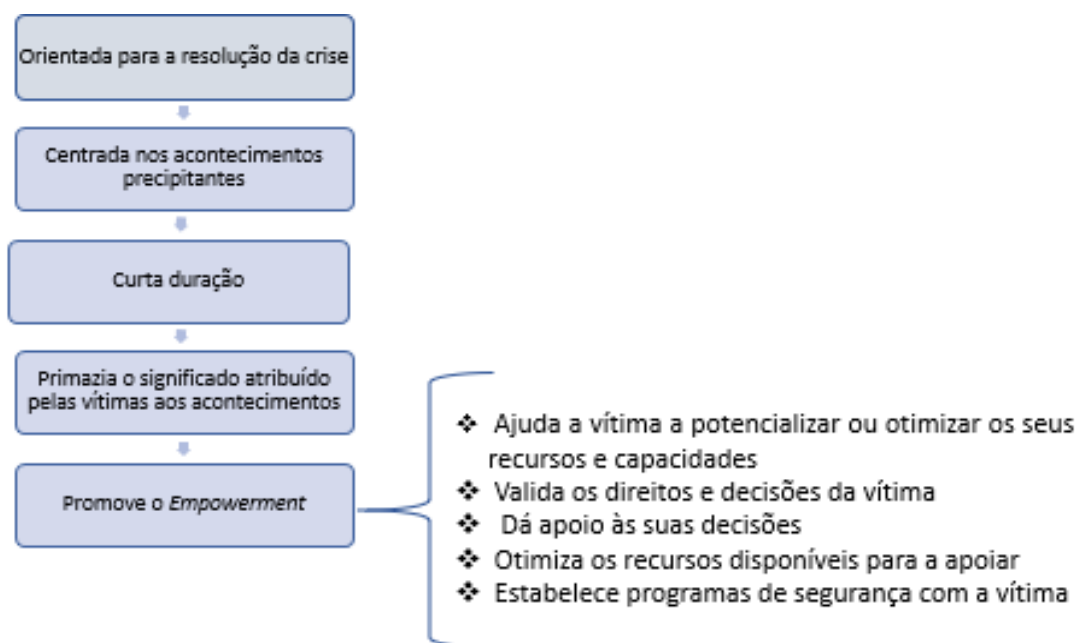 Orientada para a resolução da crise
Centrada nos acontecimentos
precipitantes
Curta duração
Primazia o significado atribuído
pelas vítimas aos acontecimentos
Promove o Empowerment
❖ Ajuda a vítima a potencializar ou otimizar os seus
recursos e capacidades
❖ Valida os direitos e decisões da vítima
❖ Dá apoio às suas decisões
❖ Otimiza os recursos disponíveis para a apoiar
❖ Estabelece programas de segurança com a vítima